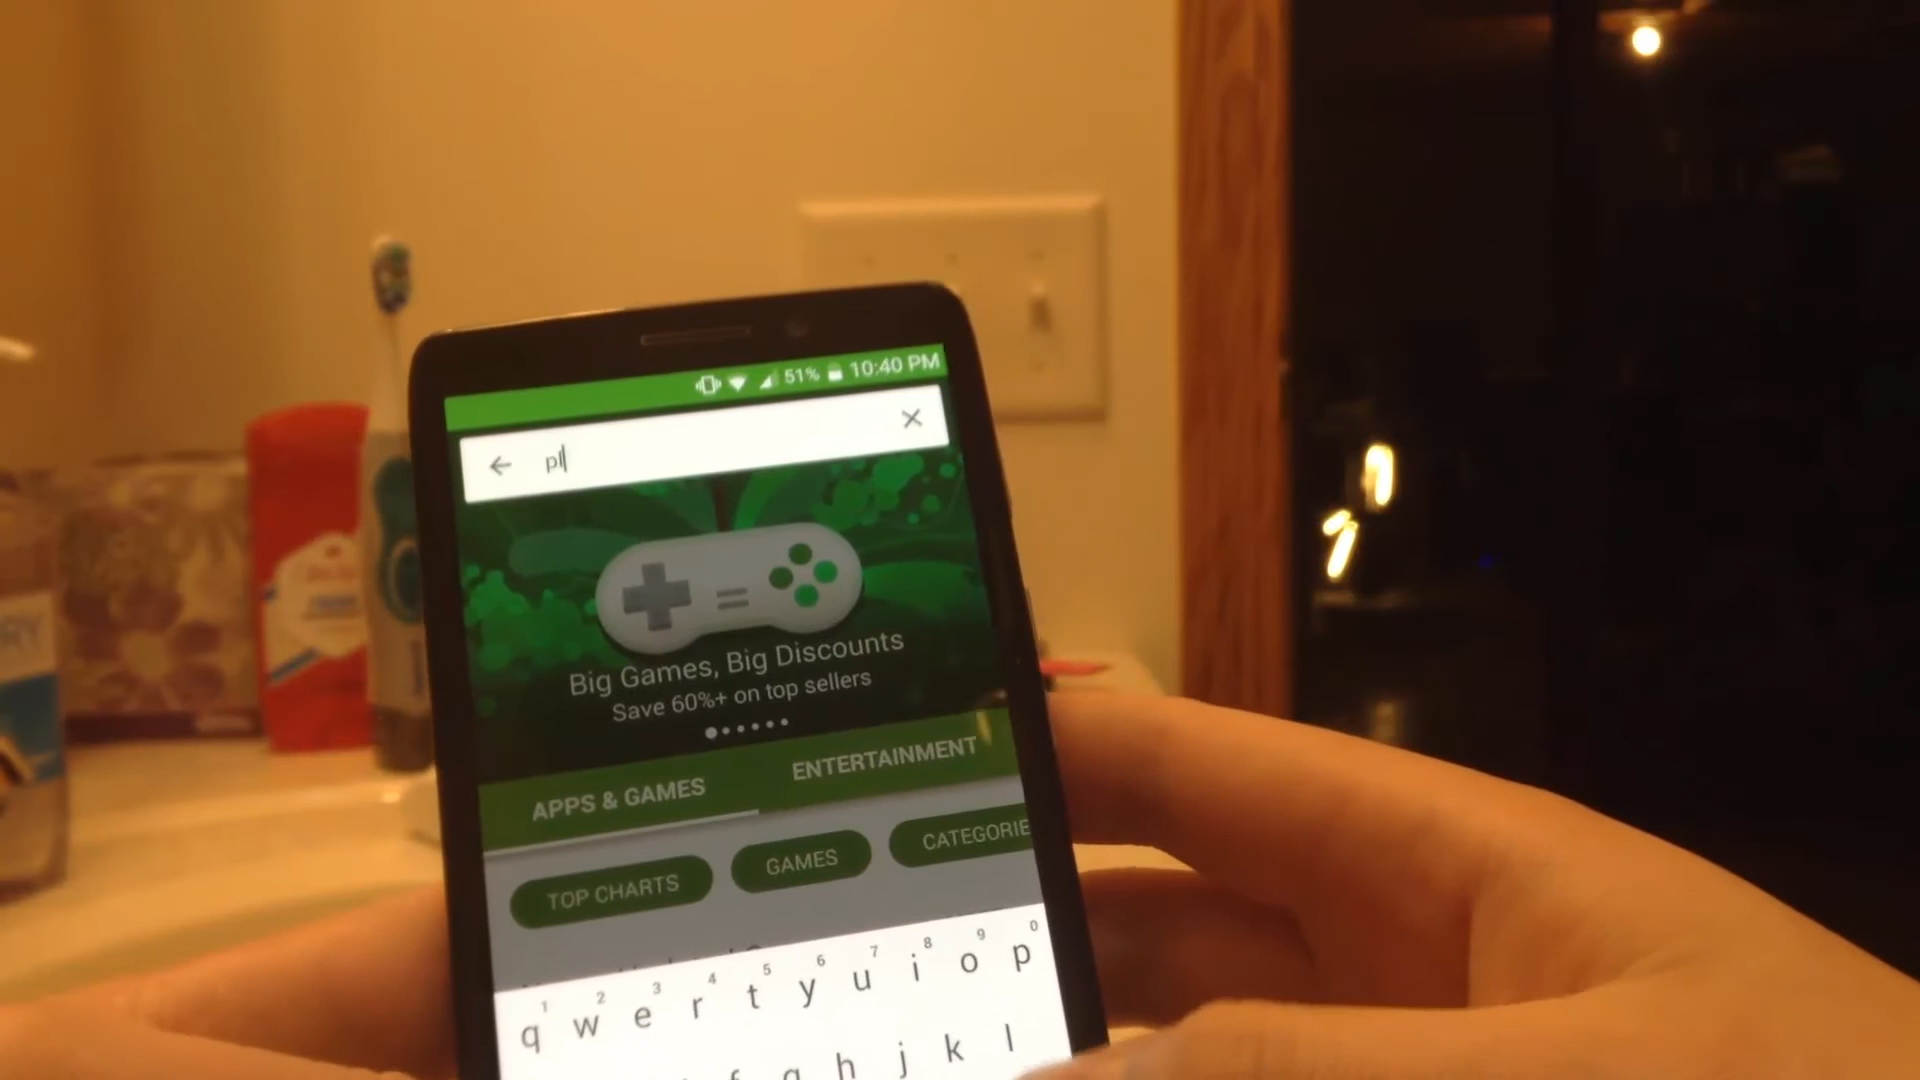 51% 10:40 PM
pl
Big Games, Big Discounts
Save 60%+ on top sellers
APPS & GAMES ENTERTAINMENT
TOP CHARTS GAMES CATEGORIE
1 2 3 4 5 6 7 8 9 0
q w e r t y u i o p
f g h j k l
RY